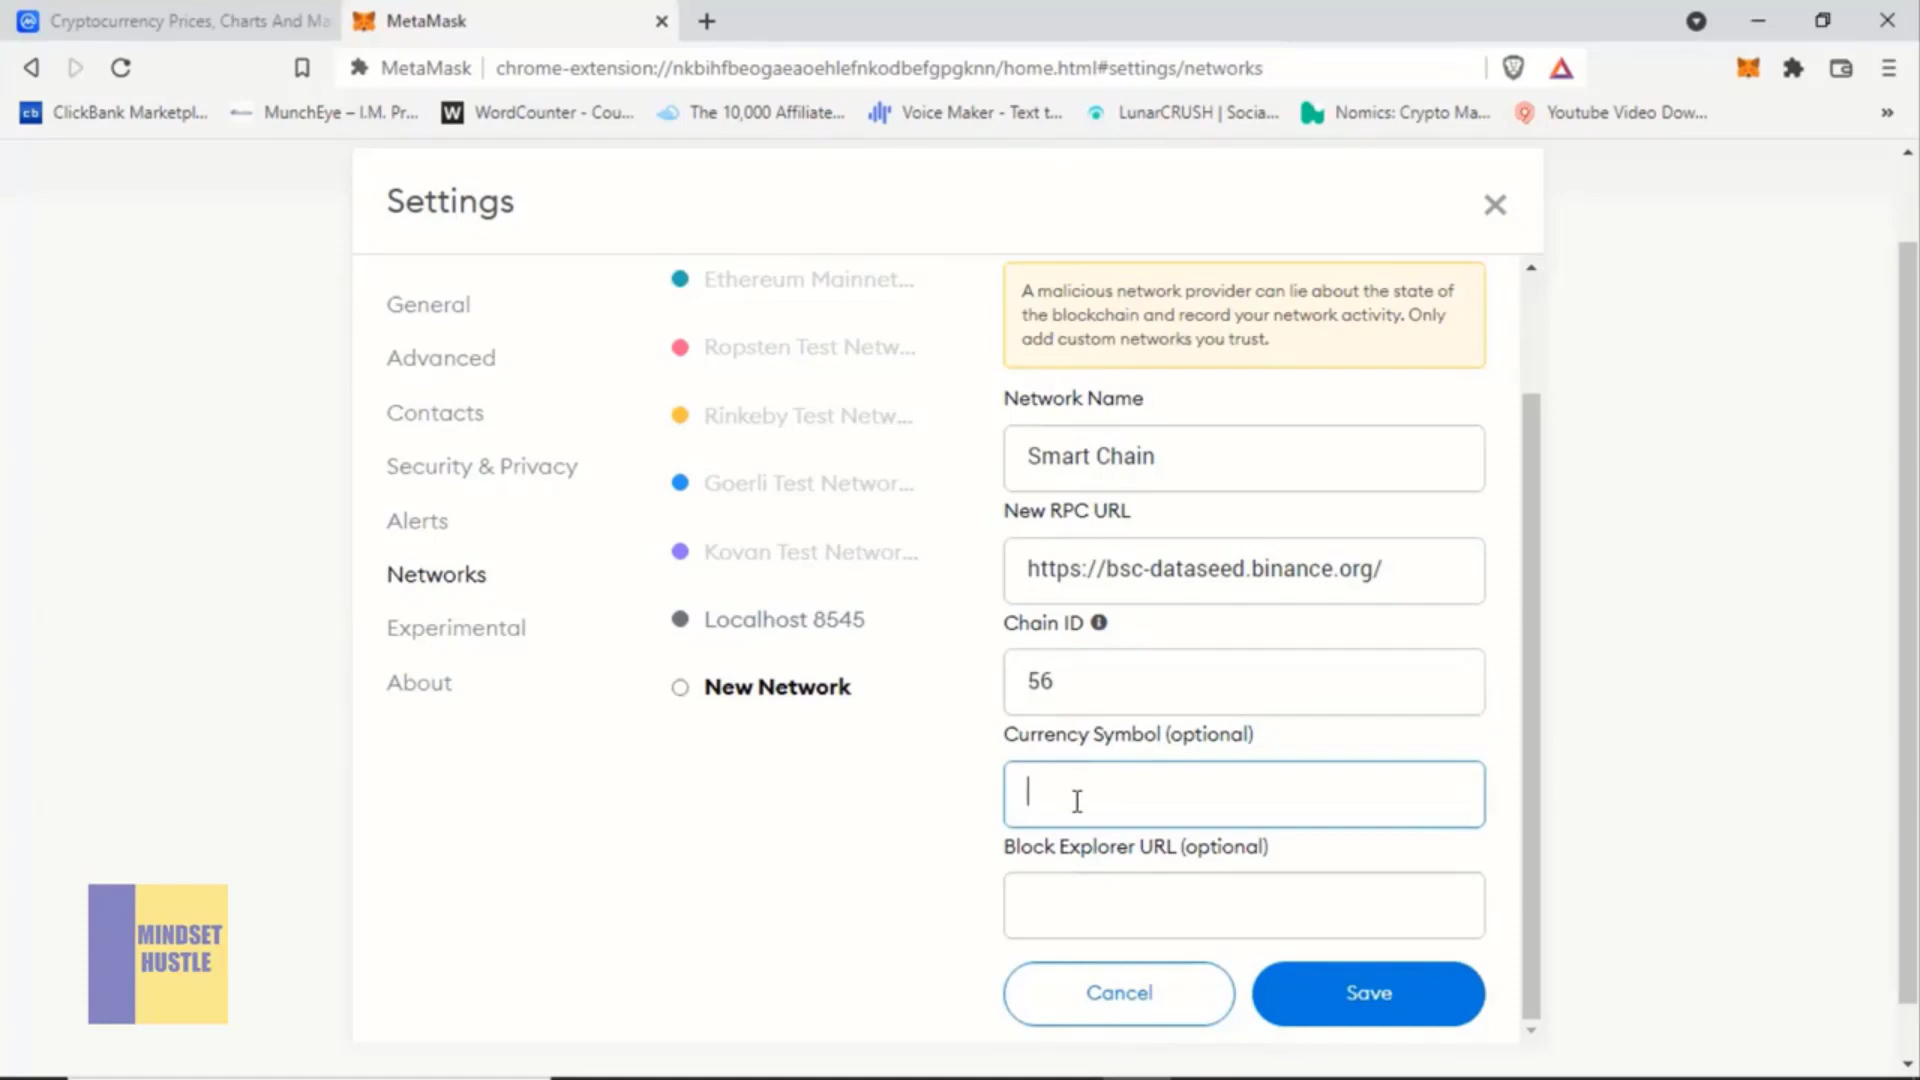 Cryptocurrency Prices, Charts And Ma
MetaMask
MetaMask
chrome-extension://nkbihfbeogaeaoehlefnkodbefgpgknn/home.html#settings/networks
cb ClickBank Marketpl...
MunchEye – I.M. Pr...
W WordCounter - Cou...
The 10,000 Affiliate...
Voice Maker - Text t...
LunarCRUSH | Socia...
Nomics: Crypto Ma...
Youtube Video Dow...
Settings
General
Advanced
Contacts
Security & Privacy
Alerts
Networks
Experimental
About
Ethereum Mainnet...
Ropsten Test Netw...
Rinkeby Test Netw...
Goerli Test Networ...
Kovan Test Networ...
Localhost 8545
New Network
A malicious network provider can lie about the state of
the blockchain and record your network activity. Only
add custom networks you trust.
Network Name
Smart Chain
New RPC URL
https://bsc-dataseed.binance.org/
Chain ID
56
Currency Symbol (optional)
Block Explorer URL (optional)
Cancel
Save
MINDSET
HUSTLE